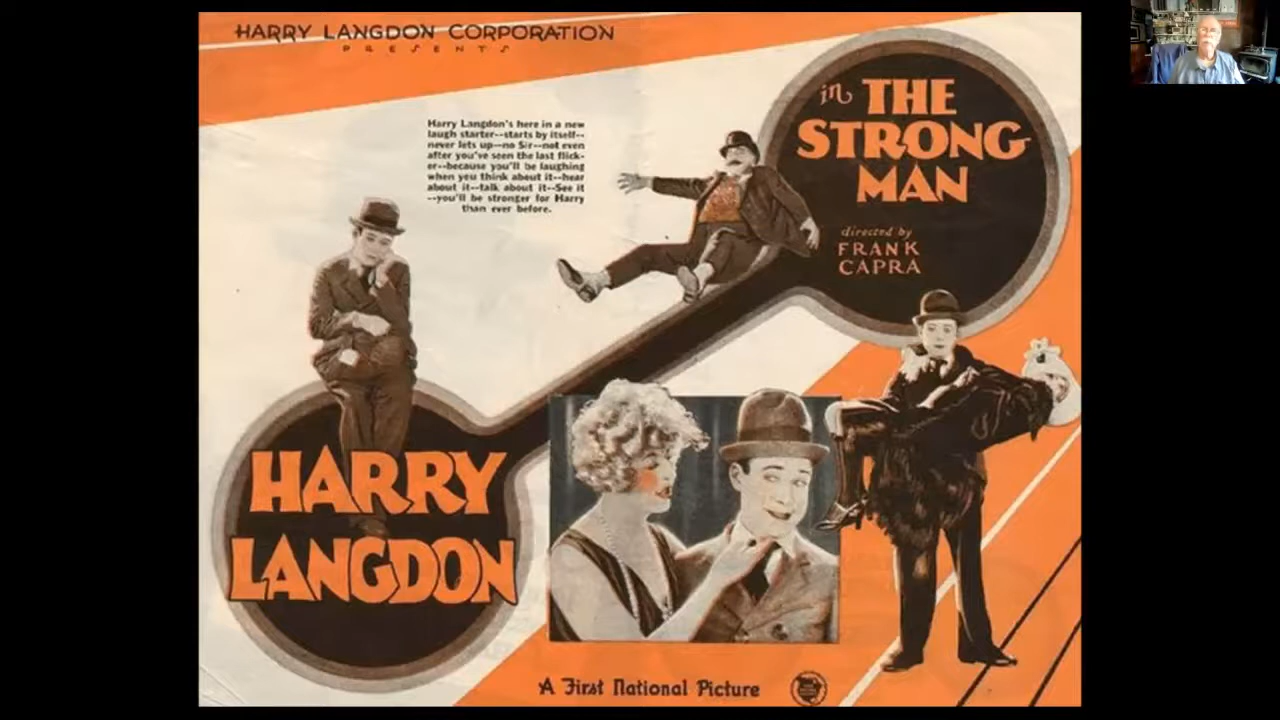 HARRY LANGDON CORPORATION
PRESENTS
Harry Langdon's here in a new
laugh starter--starts by itself--
never lets up--no Sir--not even
after you've seen the last flick-
er--because you'll be laughing
when you think about it--hear
about it--talk about it--See it
--you'll be stronger for Harry
than ever before.
in THE
STRONG
MAN
directed by
FRANK
CAPRA
HARRY
LANGDON
A First National Picture